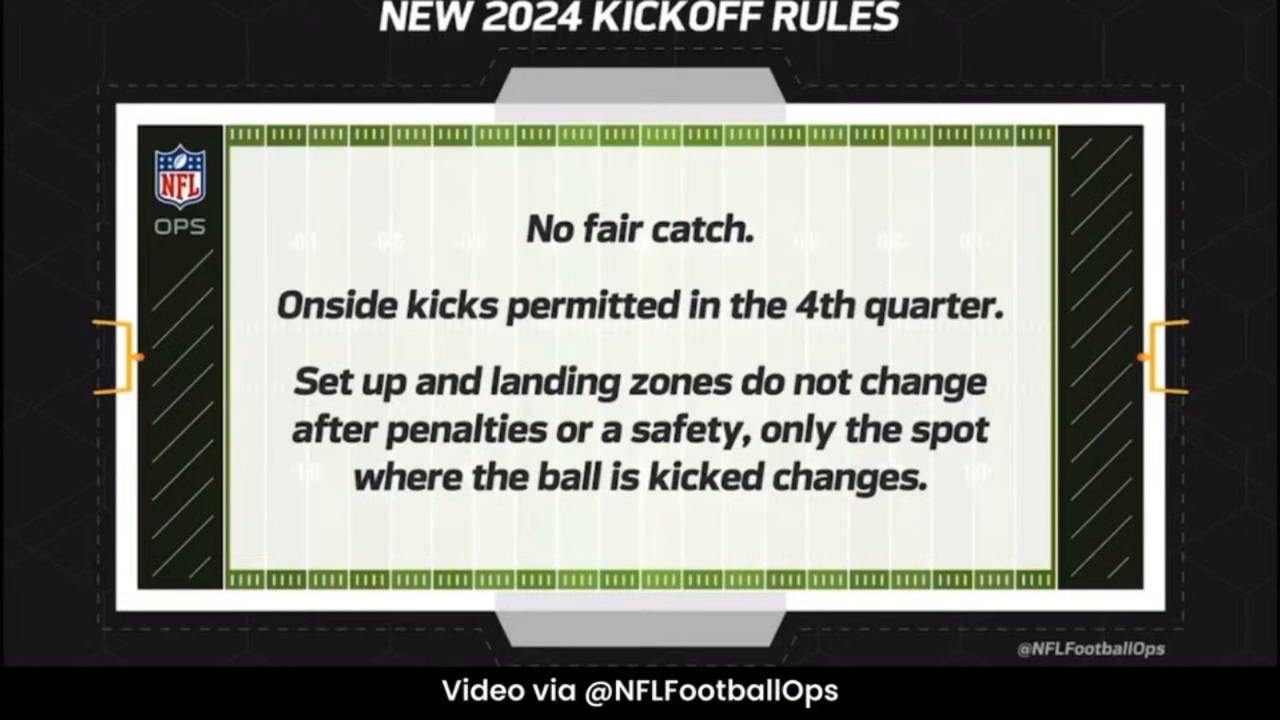 NEW 2024 KICKOFF RULES
NFL
OPS
No fair catch.
Onside kicks permitted in the 4th quarter.
Set up and landing zones do not change
after penalties or a safety, only the spot
where the ball is kicked changes.
@NFLFootballOps
Video via @NFLFootballOps